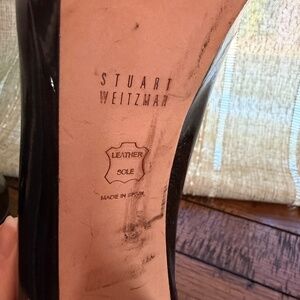 STUART
WEITZMAN
LEATHER
SOLE
MADE IN SPAIN